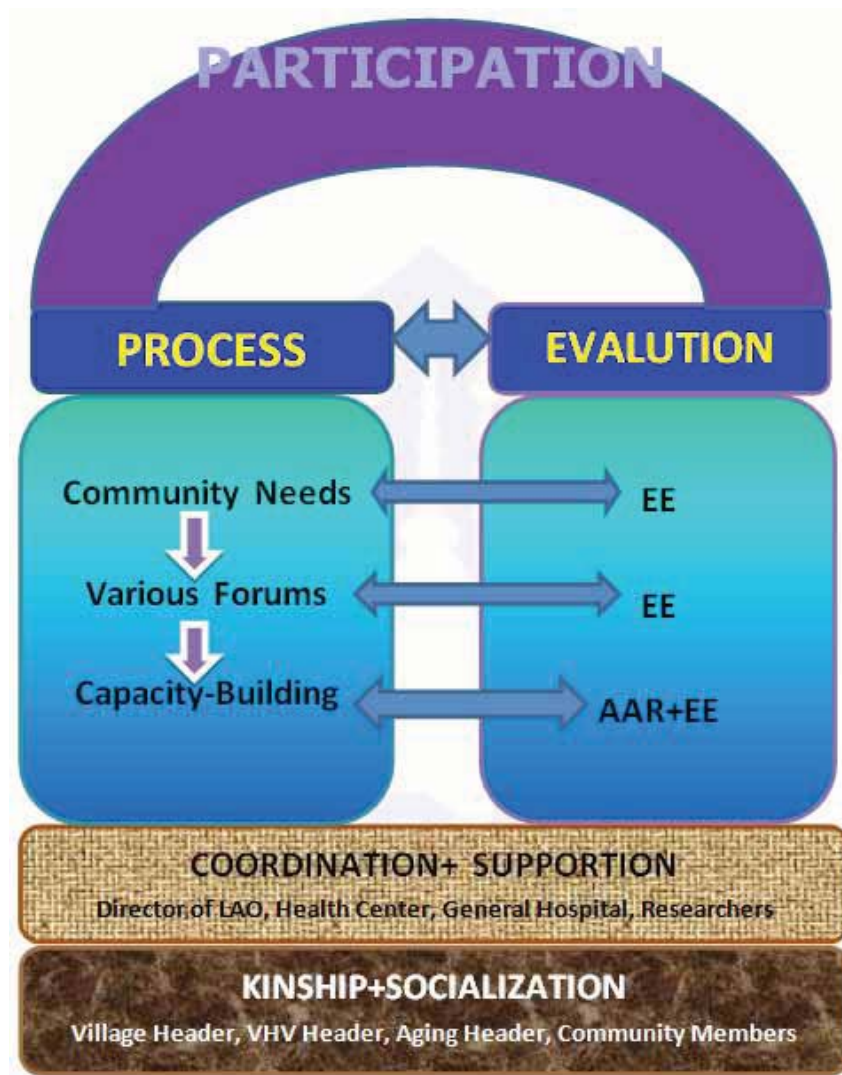 PARTICIPATION
PROCESS
EVALUTION
Community Needs
EE
Various Forums
EE
Capacity-Building
AAR+EE
COORDINATION+ SUPPORTION
Director of LAO, Health Center, General Hospital, Researchers
KINSHIP+SOCIALIZATION
Village Header, VHV Header, Aging Header, Community Members